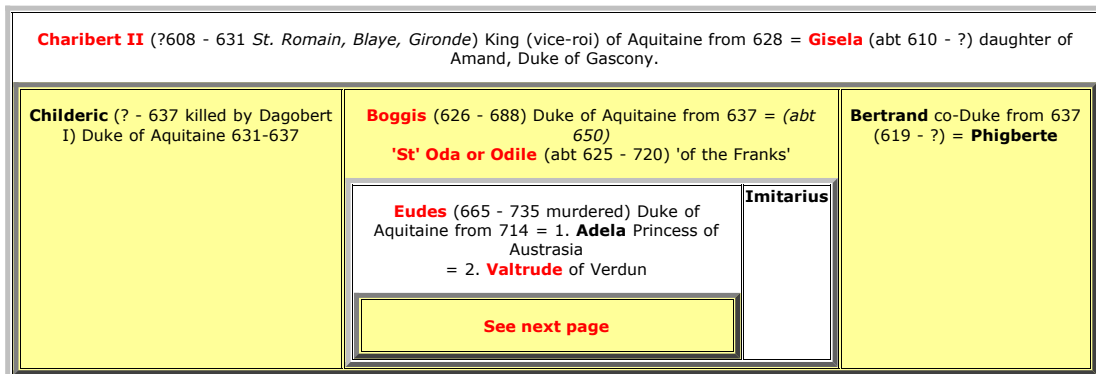 Charibert II (?608 - 631 St. Romain, Blaye, Gironde) King (vice-roi) of Aquitaine from 628 = Gisela (abt 610 - ?) daughter of
Amand, Duke of Gascony.
Childeric (? - 637 killed by Dagobert
I) Duke of Aquitaine 631-637
Boggis (626 - 688) Duke of Aquitaine from 637 = (abt
650)
'St' Oda or Odile (abt 625 - 720) 'of the Franks'
Eudes (665 - 735 murdered) Duke of
Aquitaine from 714 = 1. Adela Princess of
Austrasia
= 2. Valtrude of Verdun
See next page
Imitarius
Bertrand co-Duke from 637
(619 - ?) = Phigberte